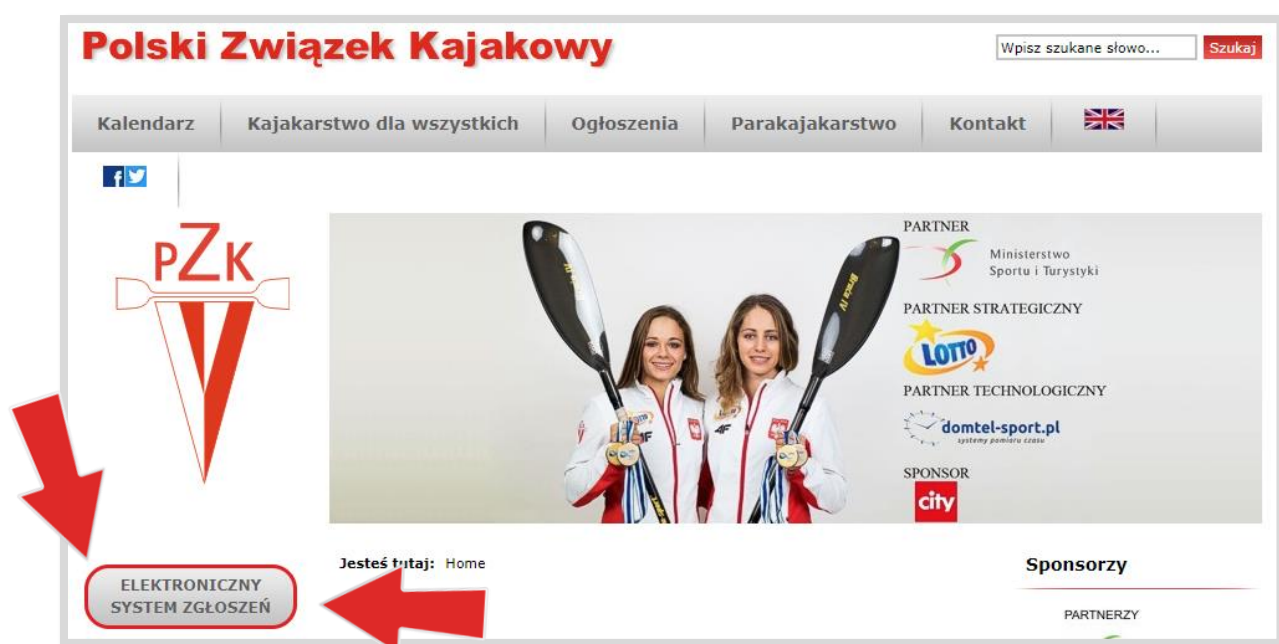 Polski Związek Kajakowy
Wpisz szukane słowo...
Szukaj
Kalendarz
Kajakarstwo dla wszystkich
Ogłoszenia
Parakajakarstwo
Kontakt
PZK
PARTNER
Ministerstwo
Sportu i Turystyki
PARTNER STRATEGICZNY
LOTTO
PARTNER TECHNOLOGICZNY
domtel-sport.pl
systemy pomiaru czasu
SPONSOR
city
Braća IV
4F
ELEKTRONICZNY
SYSTEM ZGŁOSZEŃ
Jesteś tutaj: Home
Sponsorzy
PARTNERZY